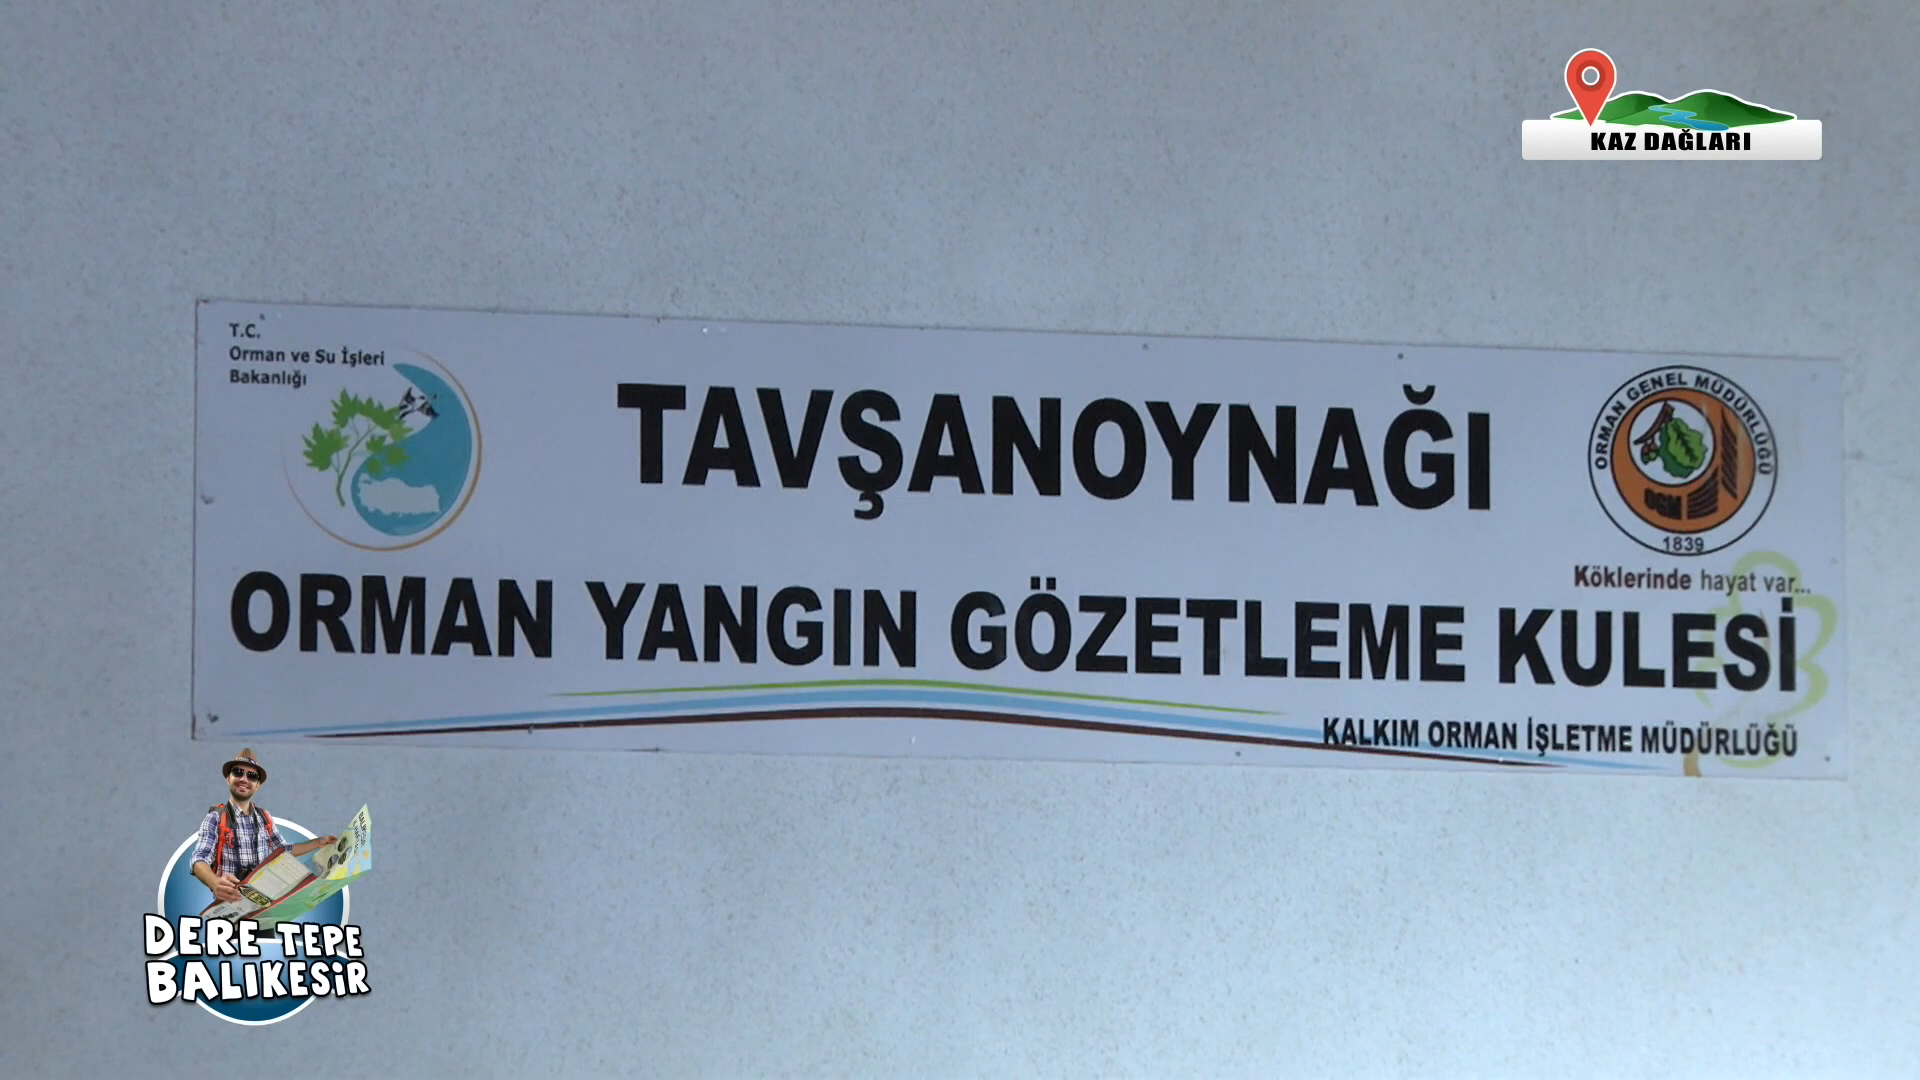 KAZ DAĞLARI
T.C.
Orman ve Su İşleri
Bakanlığı
TAVŞANOYNAĞI
ORMAN GENEL MÜDÜRLÜĞÜ
OGM
1839
Köklerinde hayat var...
ORMAN YANGIN GÖZETLEME KULESİ
KALKIM ORMAN İŞLETME MÜDÜRLÜĞÜ
DERE TEPE
BALIKESİR